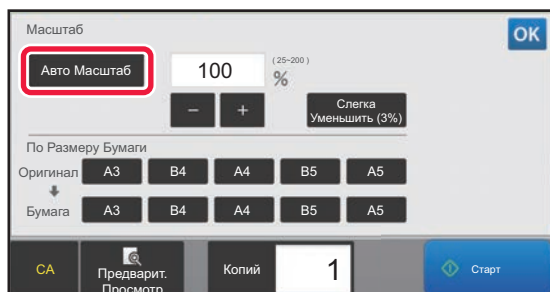 Масштаб
OK
Авто Масштаб
100
(25~200)
%
−
+
Слегка
Уменьшить (3%)
По Размеру Бумаги
Оригинал A3 B4 A4 B5 A5
Бумага A3 B4 A4 B5 A5
CA
Предварит.
Просмотр
Копий
1
Старт